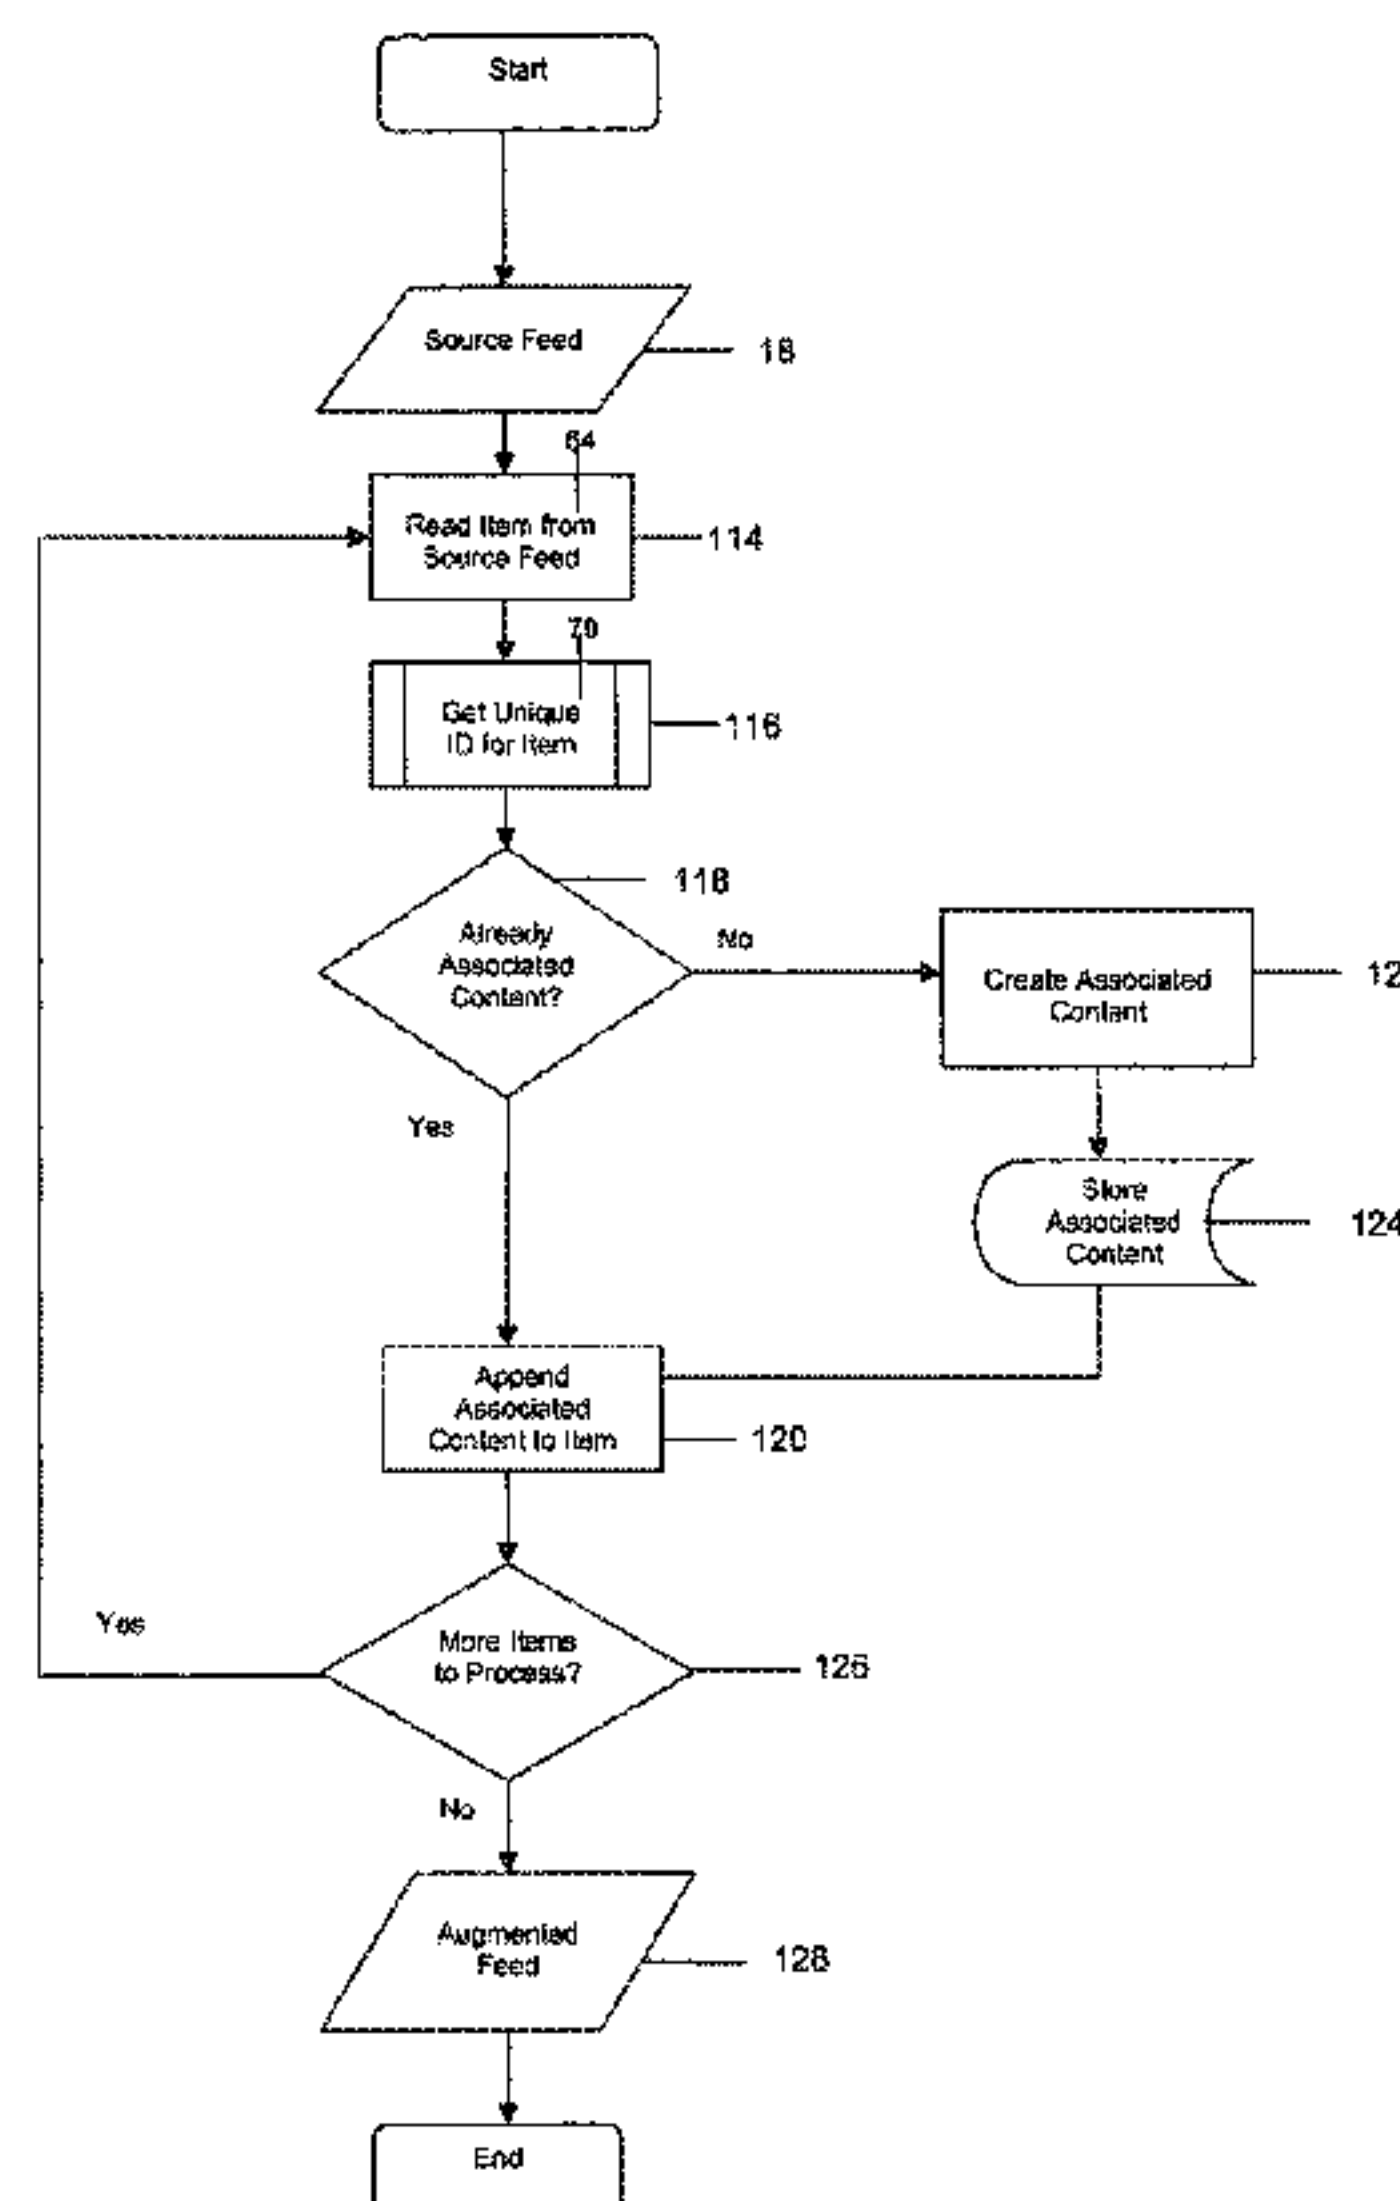 Start
Source Feed
18
64
Read Item from
Source Feed
114
70
Get Unique
ID for Item
116
118
Already
Associated
Content?
No
Create Associated
Content
12
Yes
Store
Associated
Content
124
Append
Associated
Content to Item
120
Yes
More Items
to Process?
126
No
Augmented
Feed
128
End